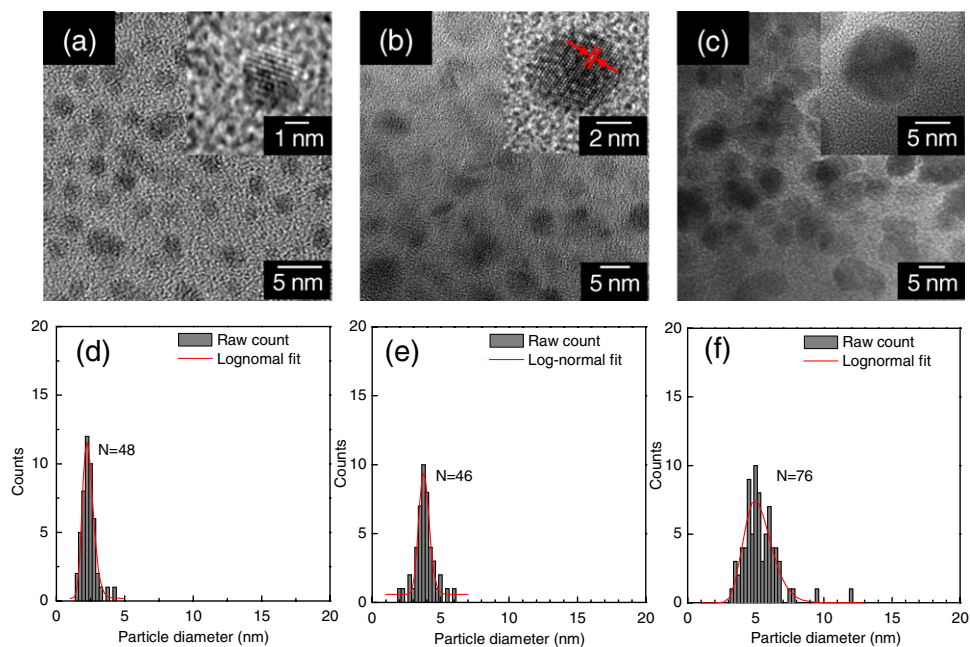 (a)
1 nm
5 nm
(b)
2 nm
5 nm
(c)
5 nm
5 nm
20
15
10
5
0
Counts
(d)
Raw count
Lognomal fit
N=48
0 5 10 15 20
Particle diameter (nm)
20
15
10
5
0
Counts
(e)
Raw count
Log-normal fit
N=46
0 5 10 15 20
Particle diameter (nm)
20
15
10
5
0
Counts
(f)
Raw count
Lognormal fit
N=76
0 5 10 15 20
Particle diameter (nm)